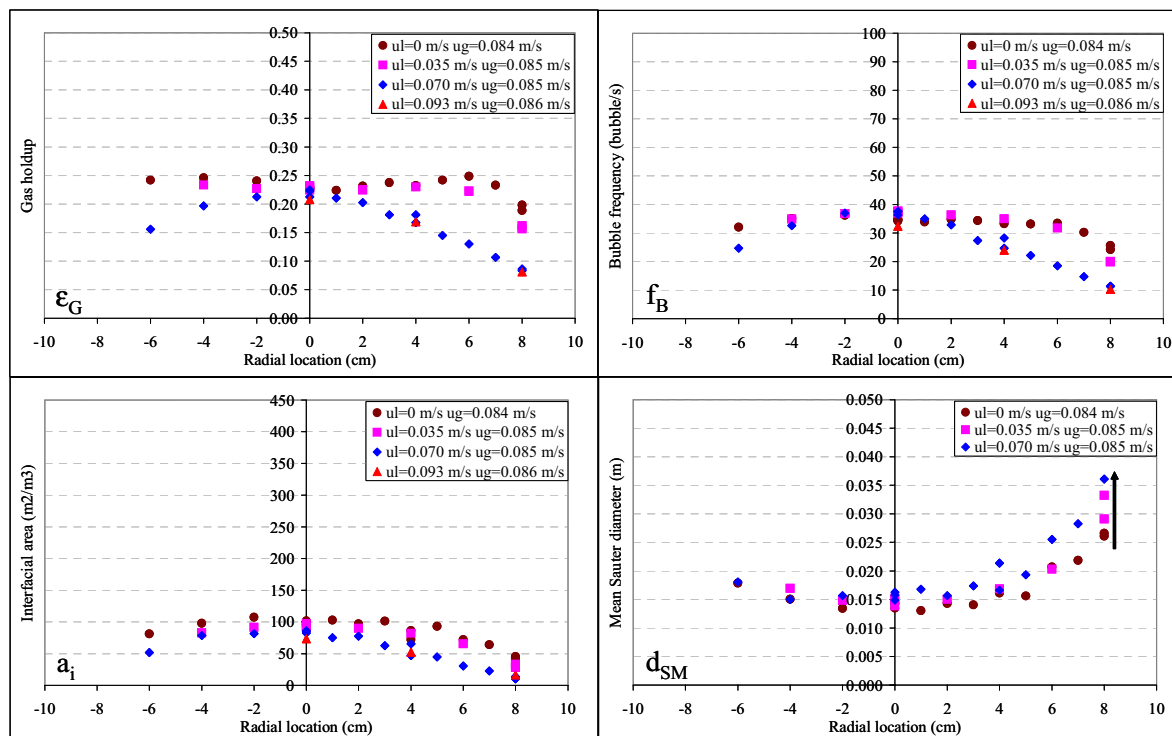 0.50
0.45
0.40
0.35
0.30
0.25
0.20
0.15
0.10
0.05
0.00
Gas holdup
ul=0 m/s ug=0.084 m/s
ul=0.035 m/s ug=0.085 m/s
ul=0.070 m/s ug=0.085 m/s
ul=0.093 m/s ug=0.086 m/s
εG
-10 -8 -6 -4 -2 0 2 4 6 8 10
Radial location (cm)
100
90
80
70
60
50
40
30
20
10
0
Bubble frequency (bubble/s)
ul=0 m/s ug=0.084 m/s
ul=0.035 m/s ug=0.085 m/s
ul=0.070 m/s ug=0.085 m/s
ul=0.093 m/s ug=0.086 m/s
fB
-10 -8 -6 -4 -2 0 2 4 6 8 10
Radial location (cm)
450
400
350
300
250
200
150
100
50
0
Interfacial area (m2/m3)
ul=0 m/s ug=0.084 m/s
ul=0.035 m/s ug=0.085 m/s
ul=0.070 m/s ug=0.085 m/s
ul=0.093 m/s ug=0.086 m/s
ai
-10 -8 -6 -4 -2 0 2 4 6 8 10
Radial location (cm)
0.050
0.045
0.040
0.035
0.030
0.025
0.020
0.015
0.010
0.005
0.000
Mean Sauter diameter (m)
ul=0 m/s ug=0.084 m/s
ul=0.035 m/s ug=0.085 m/s
ul=0.070 m/s ug=0.085 m/s
dSM
-10 -8 -6 -4 -2 0 2 4 6 8 10
Radial location (cm)